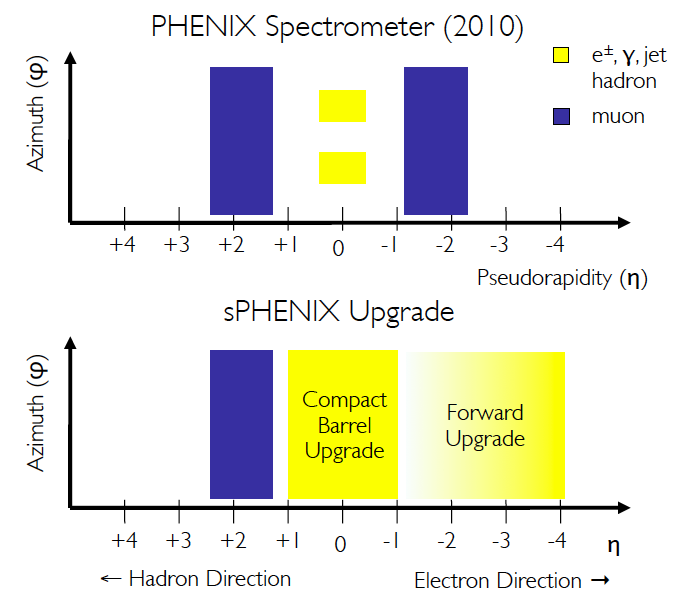 PHENIX Spectrometer (2010)
e±, γ, jet
hadron
muon
Azimuth (φ)
+4 +3 +2 +1 0 -1 -2 -3 -4
Pseudorapidity (η)
sPHENIX Upgrade
Azimuth (φ)
Compact
Barrel
Upgrade
Forward
Upgrade
+4 +3 +2 +1 0 -1 -2 -3 -4 η
← Hadron Direction
Electron Direction →